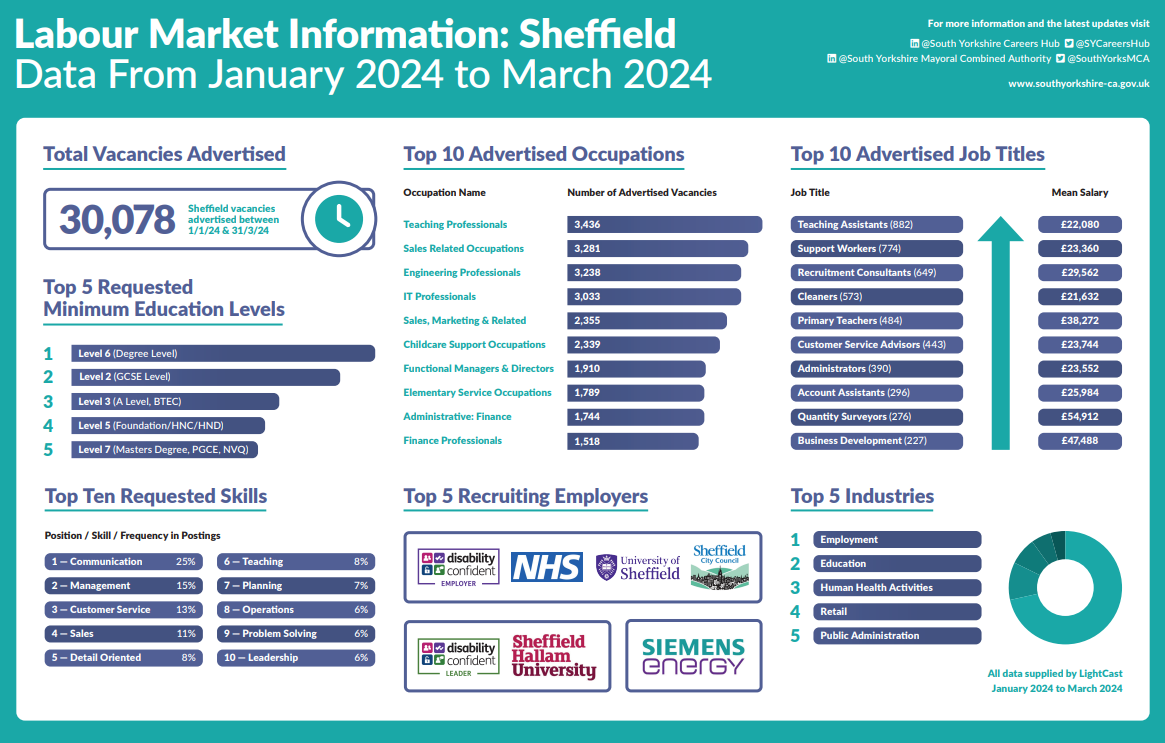 Labour Market Information: Sheffield
Data From January 2024 to March 2024
For more information and the latest updates visit
@South Yorkshire Careers Hub @SYCareersHub
@South Yorkshire Mayoral Combined Authority @SouthYorksMCA
www.southyorkshire-ca.gov.uk
Total Vacancies Advertised
30,078
Sheffield vacancies
advertised between
1/1/24 & 31/3/24
Top 5 Requested
Minimum Education Levels
1 Level 6 (Degree Level)
2 Level 2 (GCSE Level)
3 Level 3 (A Level, BTEC)
4 Level 5 (Foundation/HNC/HND)
5 Level 7 (Masters Degree, PGCE, NVQ)
Top 10 Advertised Occupations
Occupation Name Number of Advertised Vacancies
Teaching Professionals 3,436
Sales Related Occupations 3,281
Engineering Professionals 3,238
IT Professionals 3,033
Sales, Marketing & Related 2,355
Childcare Support Occupations 2,339
Functional Managers & Directors 1,910
Elementary Service Occupations 1,789
Administrative: Finance 1,744
Finance Professionals 1,518
Top 10 Advertised Job Titles
Job Title Mean Salary
Teaching Assistants (882) £22,080
Support Workers (774) £23,360
Recruitment Consultants (649) £29,562
Cleaners (573) £21,632
Primary Teachers (484) £38,272
Customer Service Advisors (443) £23,744
Administrators (390) £23,552
Account Assistants (296) £25,984
Quantity Surveyors (276) £54,912
Business Development (227) £47,488
Top Ten Requested Skills
Position / Skill / Frequency in Postings
1 — Communication 25% 6 — Teaching 8%
2 — Management 15% 7 — Planning 7%
3 — Customer Service 13% 8 — Operations 6%
4 — Sales 11% 9 — Problem Solving 6%
5 — Detail Oriented 8% 10 — Leadership 6%
Top 5 Recruiting Employers
disability
confident
EMPLOYER
NHS
University of
Sheffield
Sheffield
City Council
disability
confident
LEADER
Sheffield
Hallam
University
SIEMENS
energy
Top 5 Industries
1 Employment
2 Education
3 Human Health Activities
4 Retail
5 Public Administration
All data supplied by LightCast
January 2024 to March 2024